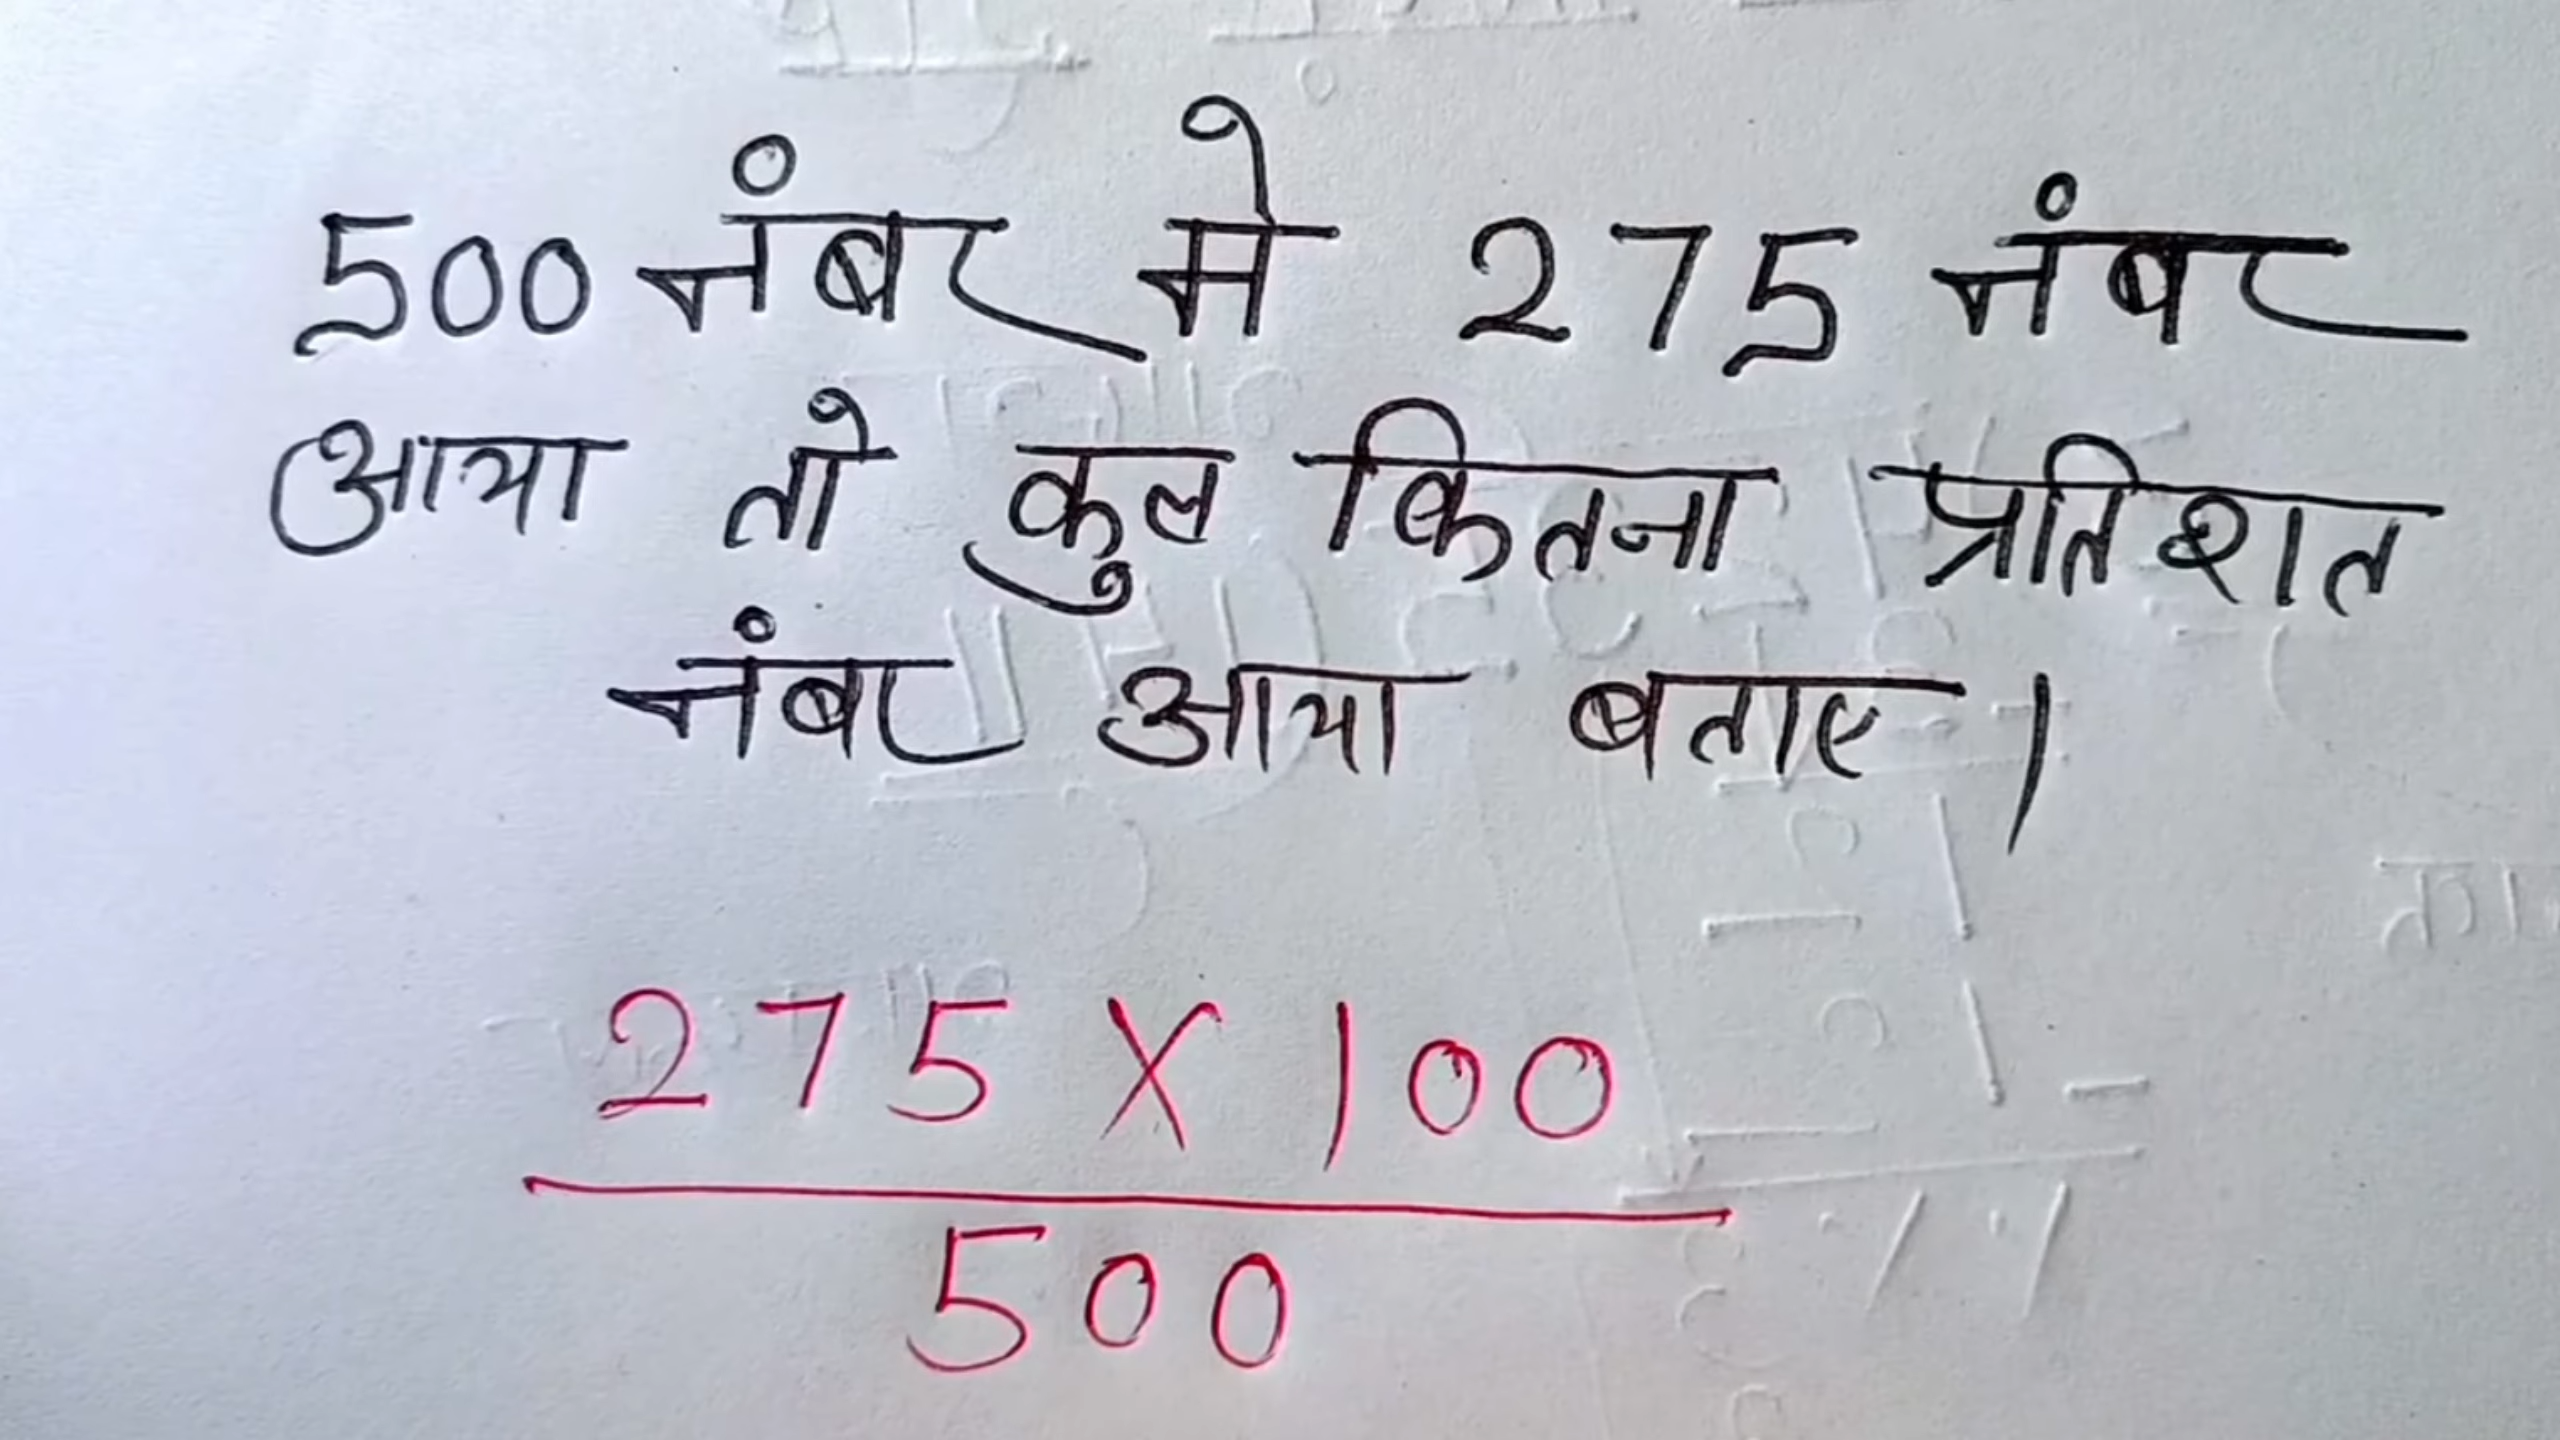 500 नंबर मे 275 नंबर
आया तो कुल कितना प्रतिशत
नंबर आया बताए।
275 X 100
500